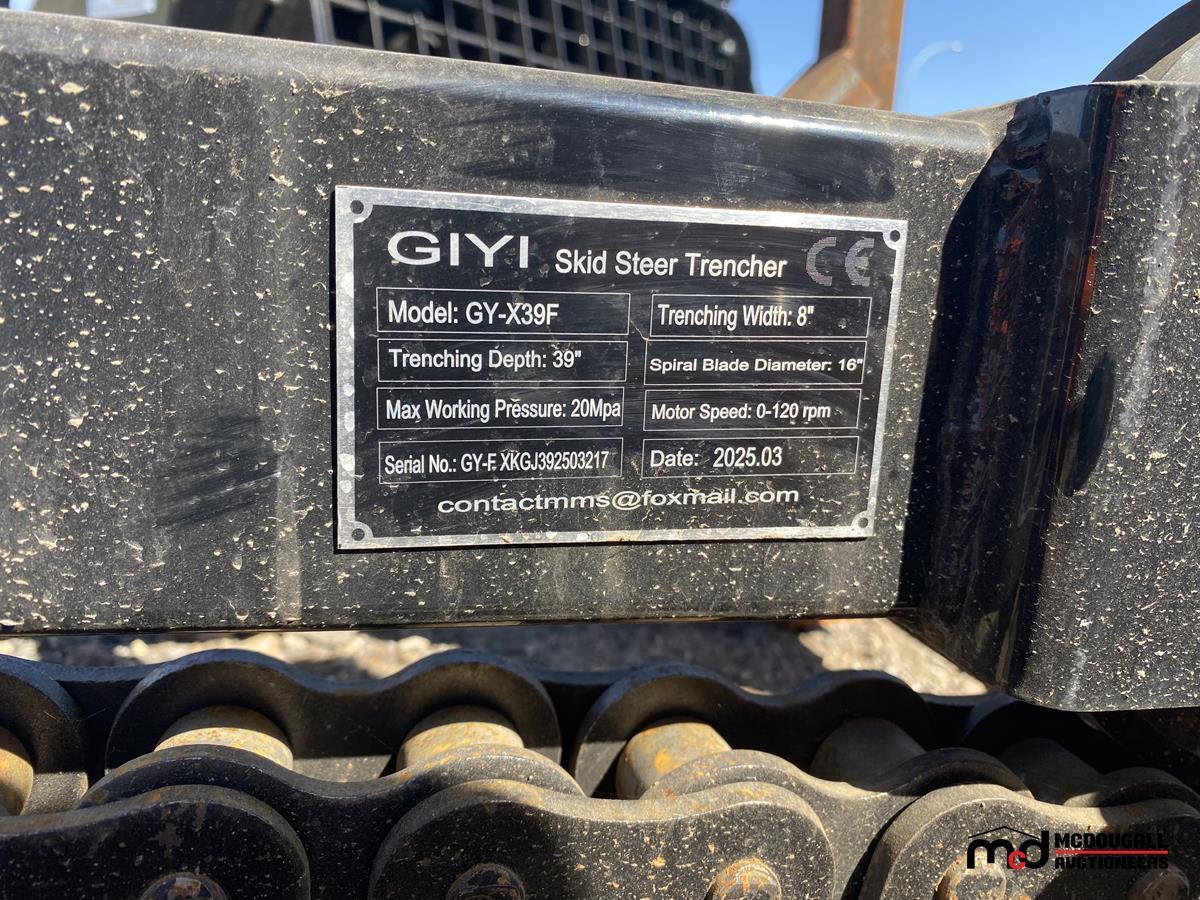 GIYI Skid Steer Trencher CE
Model: GY-X39F
Trenching Width: 8"
Trenching Depth: 39"
Spiral Blade Diameter: 16"
Max Working Pressure: 20Mpa
Motor Speed: 0-120 rpm
Serial No.: GY-F XKGJ392503217
Date: 2025.03
contactmms@foxmail.com
mcd MCDOUGALL
AUCTIONEERS